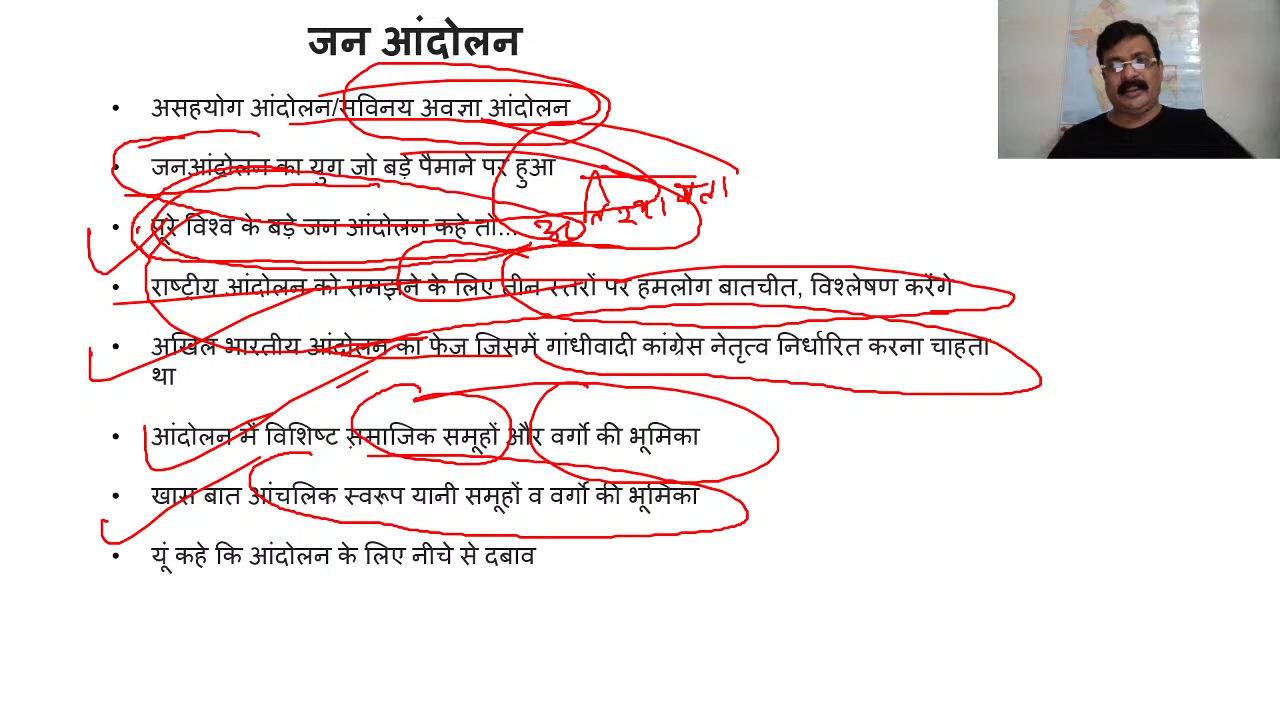 जन आंदोलन
• असहयोग आंदोलन/सविनय अवज्ञा आंदोलन
• जनआंदोलन का युग जो बड़े पैमाने पर हुआ
• पूरे विश्व के बड़े जन आंदोलन कहे तो...
• राष्ट्रीय आंदोलन को समझने के लिए तीन स्तरों पर हमलोग बातचीत, विश्लेषण करेंगे
• अखिल भारतीय आंदोलन का फेज जिसमें गांधीवादी कांग्रेस नेतृत्व निर्धारित करना चाहता
था
• आंदोलन में विशिष्ट समाजिक समूहों और वर्गो की भूमिका
• खास बात आंचलिक स्वरूप यानी समूहों व वर्गो की भूमिका
• यूं कहे कि आंदोलन के लिए नीचे से दबाव